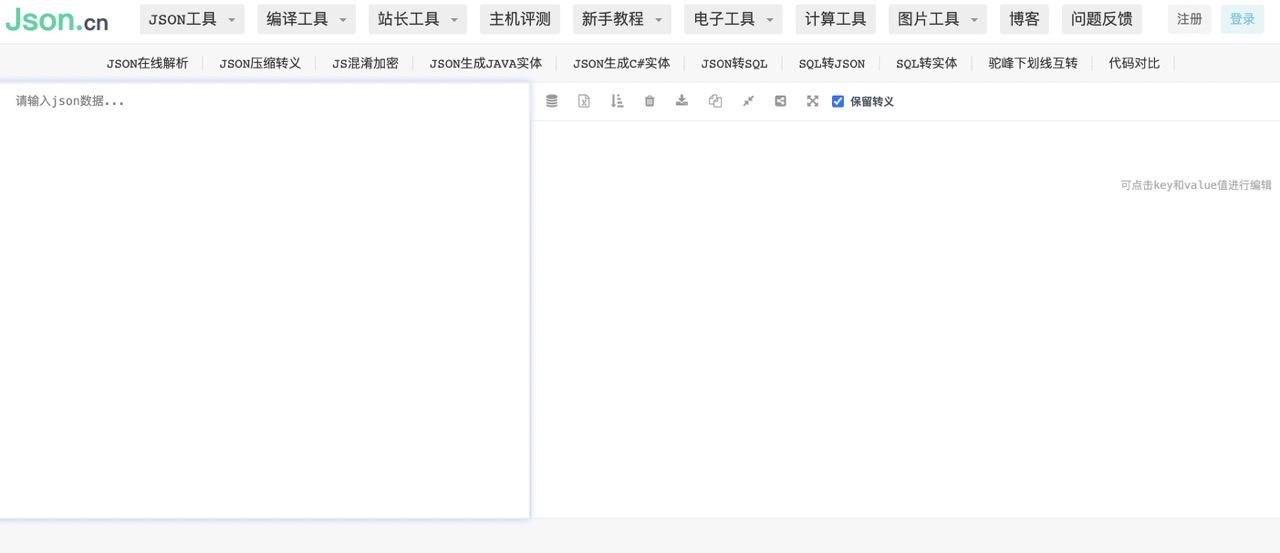 Json.cn JSON工具 编译工具 站长工具 主机评测 新手教程 电子工具 计算工具 图片工具 博客 问题反馈 注册 登录
JSON在线解析 JSON压缩转义 JS混淆加密 JSON生成JAVA实体 JSON生成C#实体 JSON转SQL SQL转JSON SQL转实体 驼峰下划线互转 代码对比
请输入json数据...
保留转义
可点击key和value值进行编辑